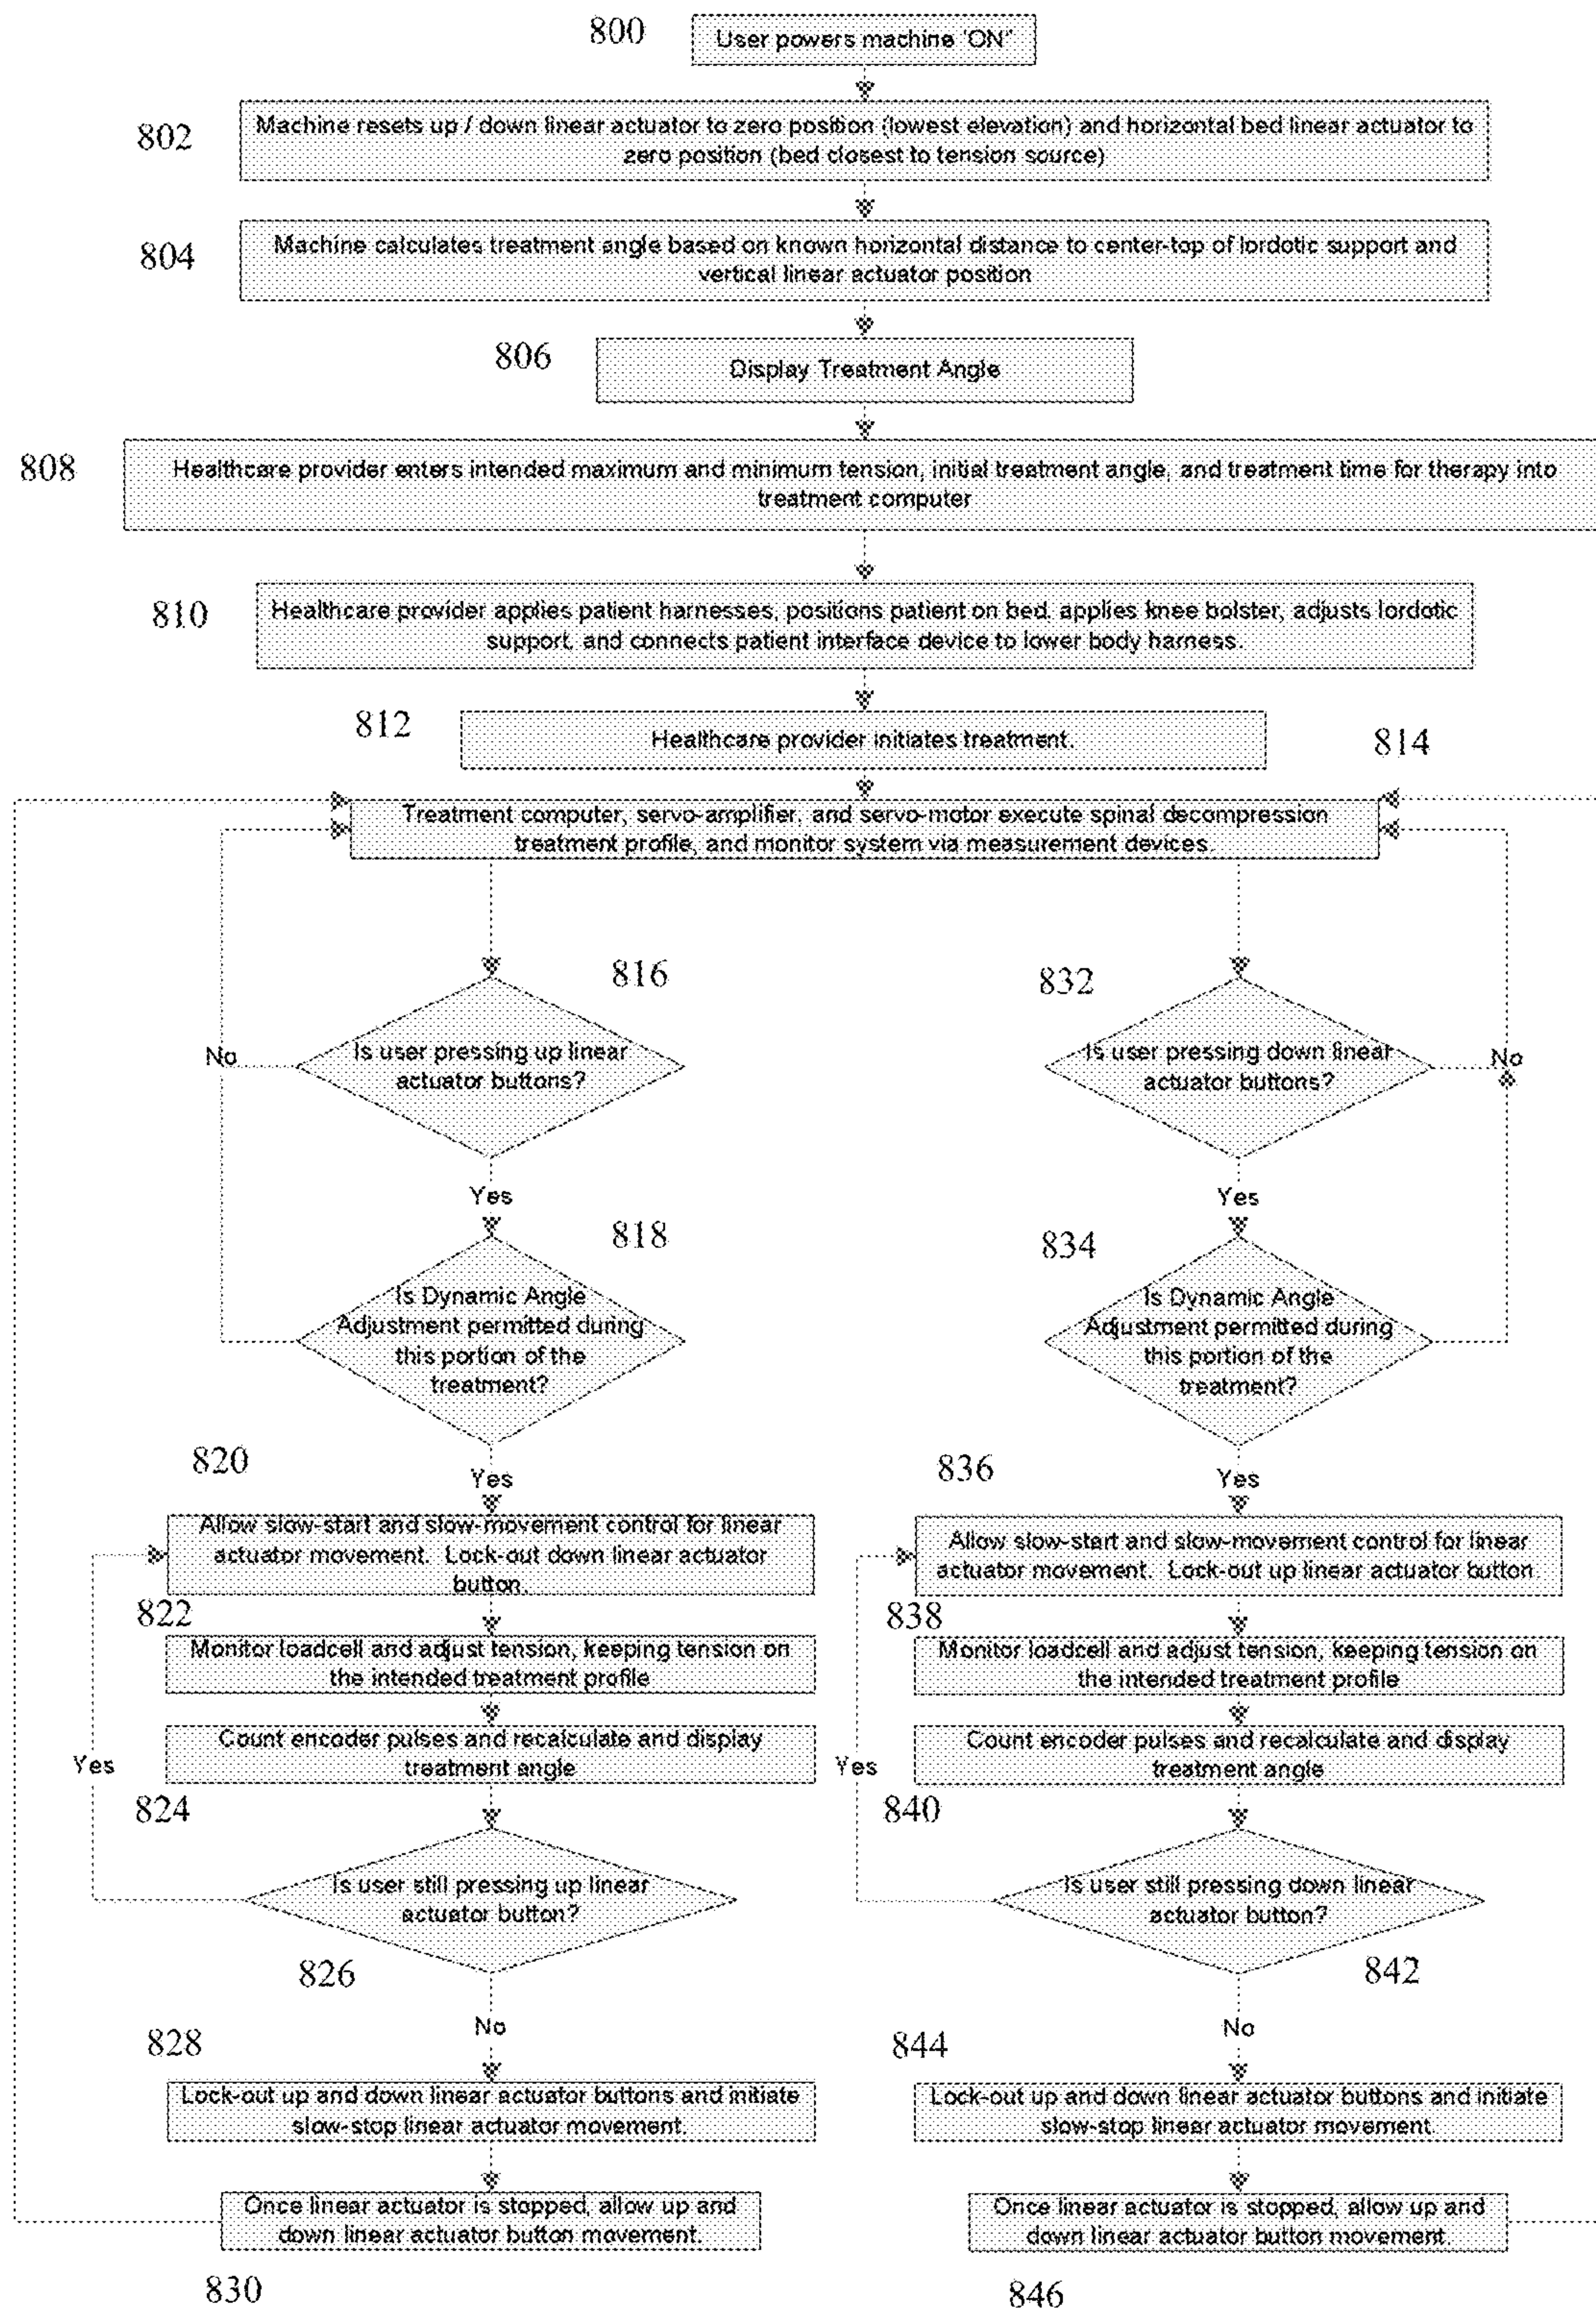 800
User powers machine 'ON'
802
Machine resets up / down linear actuator to zero position (lowest elevation) and horizontal bed linear actuator to
zero position (bed closest to tension source)
804
Machine calculates treatment angle based on known horizontal distance to center-top of lordotic support and
vertical linear actuator position
806
Display Treatment Angle
808
Healthcare provider enters intended maximum and minimum tension, initial treatment angle, and treatment time for therapy into
treatment computer
810
Healthcare provider applies patient harnesses, positions patient on bed, applies knee bolster, adjusts lordotic
support, and connects patient interface device to lower body harness.
812
Healthcare provider initiates treatment.
814
Treatment computer, servo-amplifier, and servo-motor execute spinal decompression
treatment profile, and monitor system via measurement devices.
816
Is user pressing up linear
actuator buttons?
No
Yes
818
Is Dynamic Angle
Adjustment permitted during
this portion of the
treatment?
Yes
820
Allow slow-start and slow-movement control for linear
actuator movement. Lock-out down linear actuator
button.
822
Monitor loadcell and adjust tension, keeping tension on
the intended treatment profile
Count encoder pulses and recalculate and display
treatment angle
Yes
824
Is user still pressing up linear
actuator button?
826
No
828
Lock-out up and down linear actuator buttons and initiate
slow-stop linear actuator movement.
Once linear actuator is stopped, allow up and
down linear actuator button movement.
830
832
Is user pressing down linear
actuator buttons?
No
Yes
834
Is Dynamic Angle
Adjustment permitted during
this portion of the
treatment?
Yes
836
Allow slow-start and slow-movement control for linear
actuator movement. Lock-out up linear actuator button
838
Monitor loadcell and adjust tension, keeping tension on
the intended treatment profile
Count encoder pulses and recalculate and display
treatment angle
Yes
840
Is user still pressing down linear
actuator button?
842
No
844
Lock-out up and down linear actuator buttons and initiate
slow-stop linear actuator movement.
Once linear actuator is stopped, allow up and
down linear actuator button movement.
846